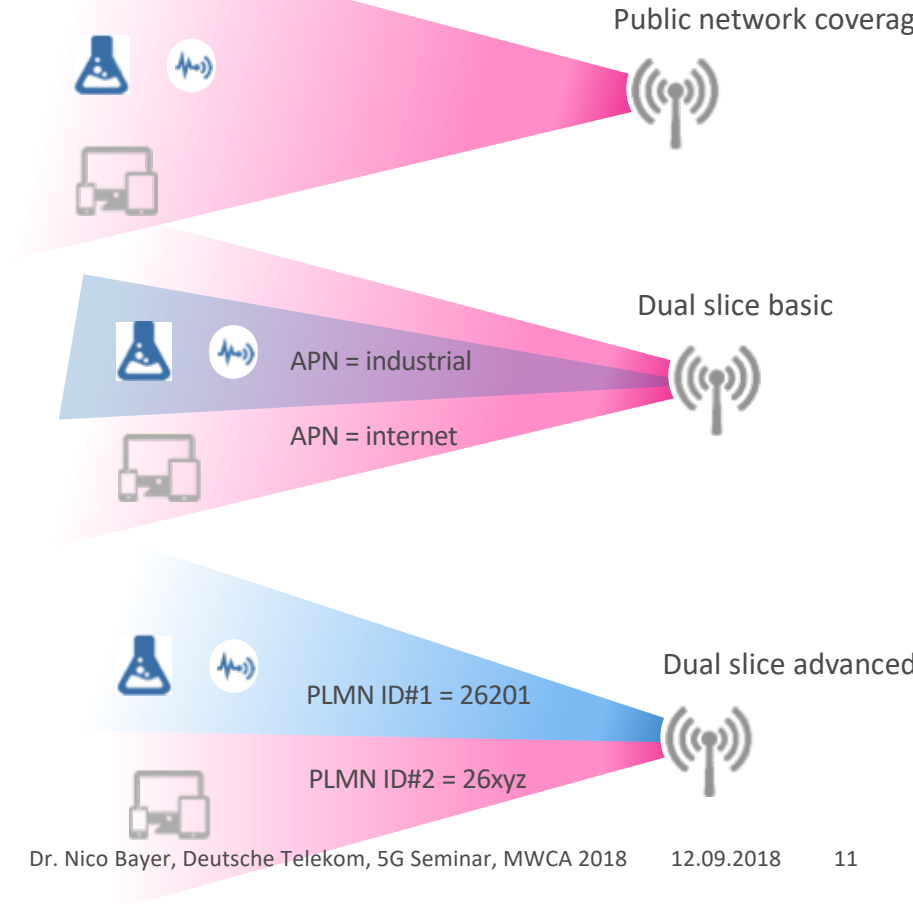 Public network coverag
Dual slice basic
APN = industrial
APN = internet
Dual slice advanced
PLMN ID#1 = 26201
PLMN ID#2 = 26xyz
Dr. Nico Bayer, Deutsche Telekom, 5G Seminar, MWCA 2018 12.09.2018 11